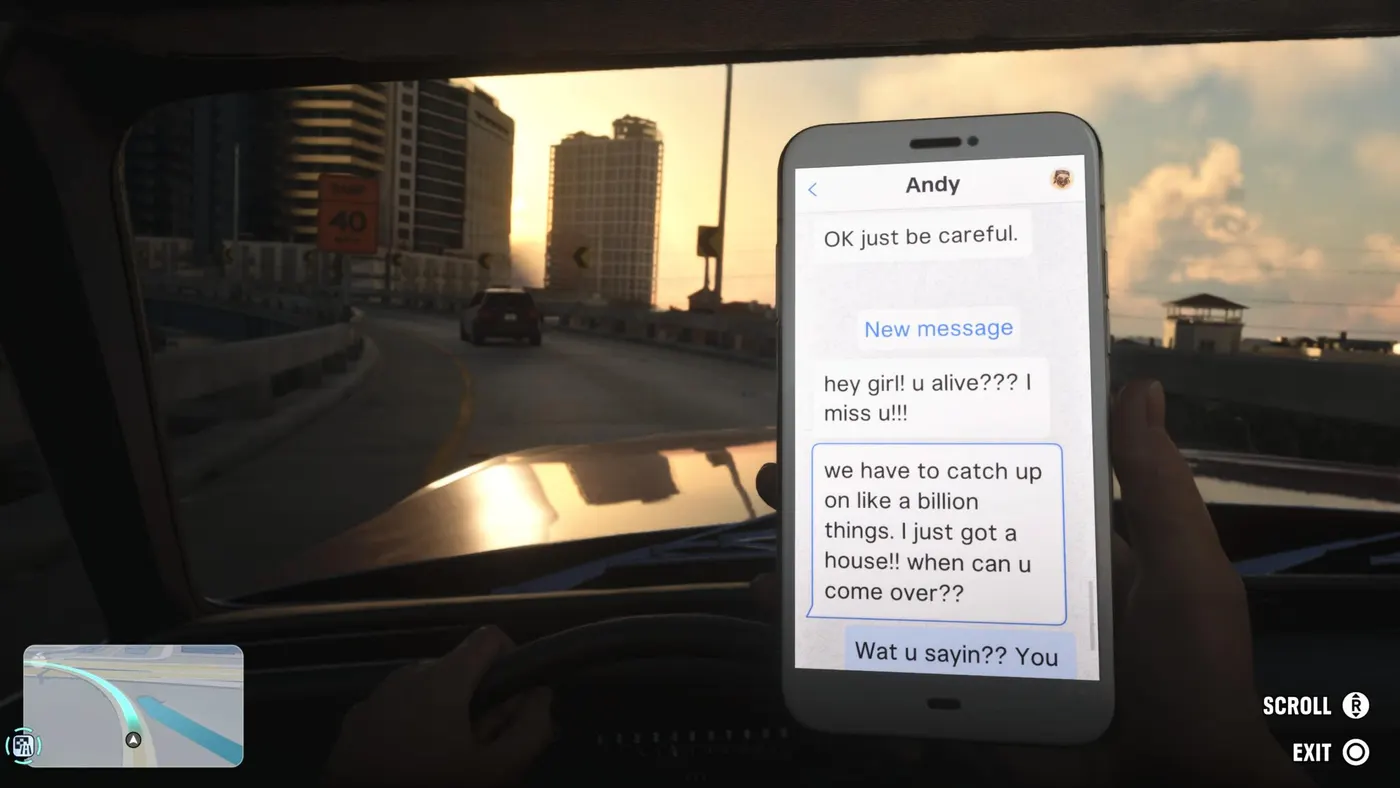 40
Andy
OK just be careful.
New message
hey girl! u alive??? I
miss u!!!
we have to catch up
on like a billion
things. I just got a
house!! when can u
come over??
Wat u sayin?? You
SCROLL R
EXIT